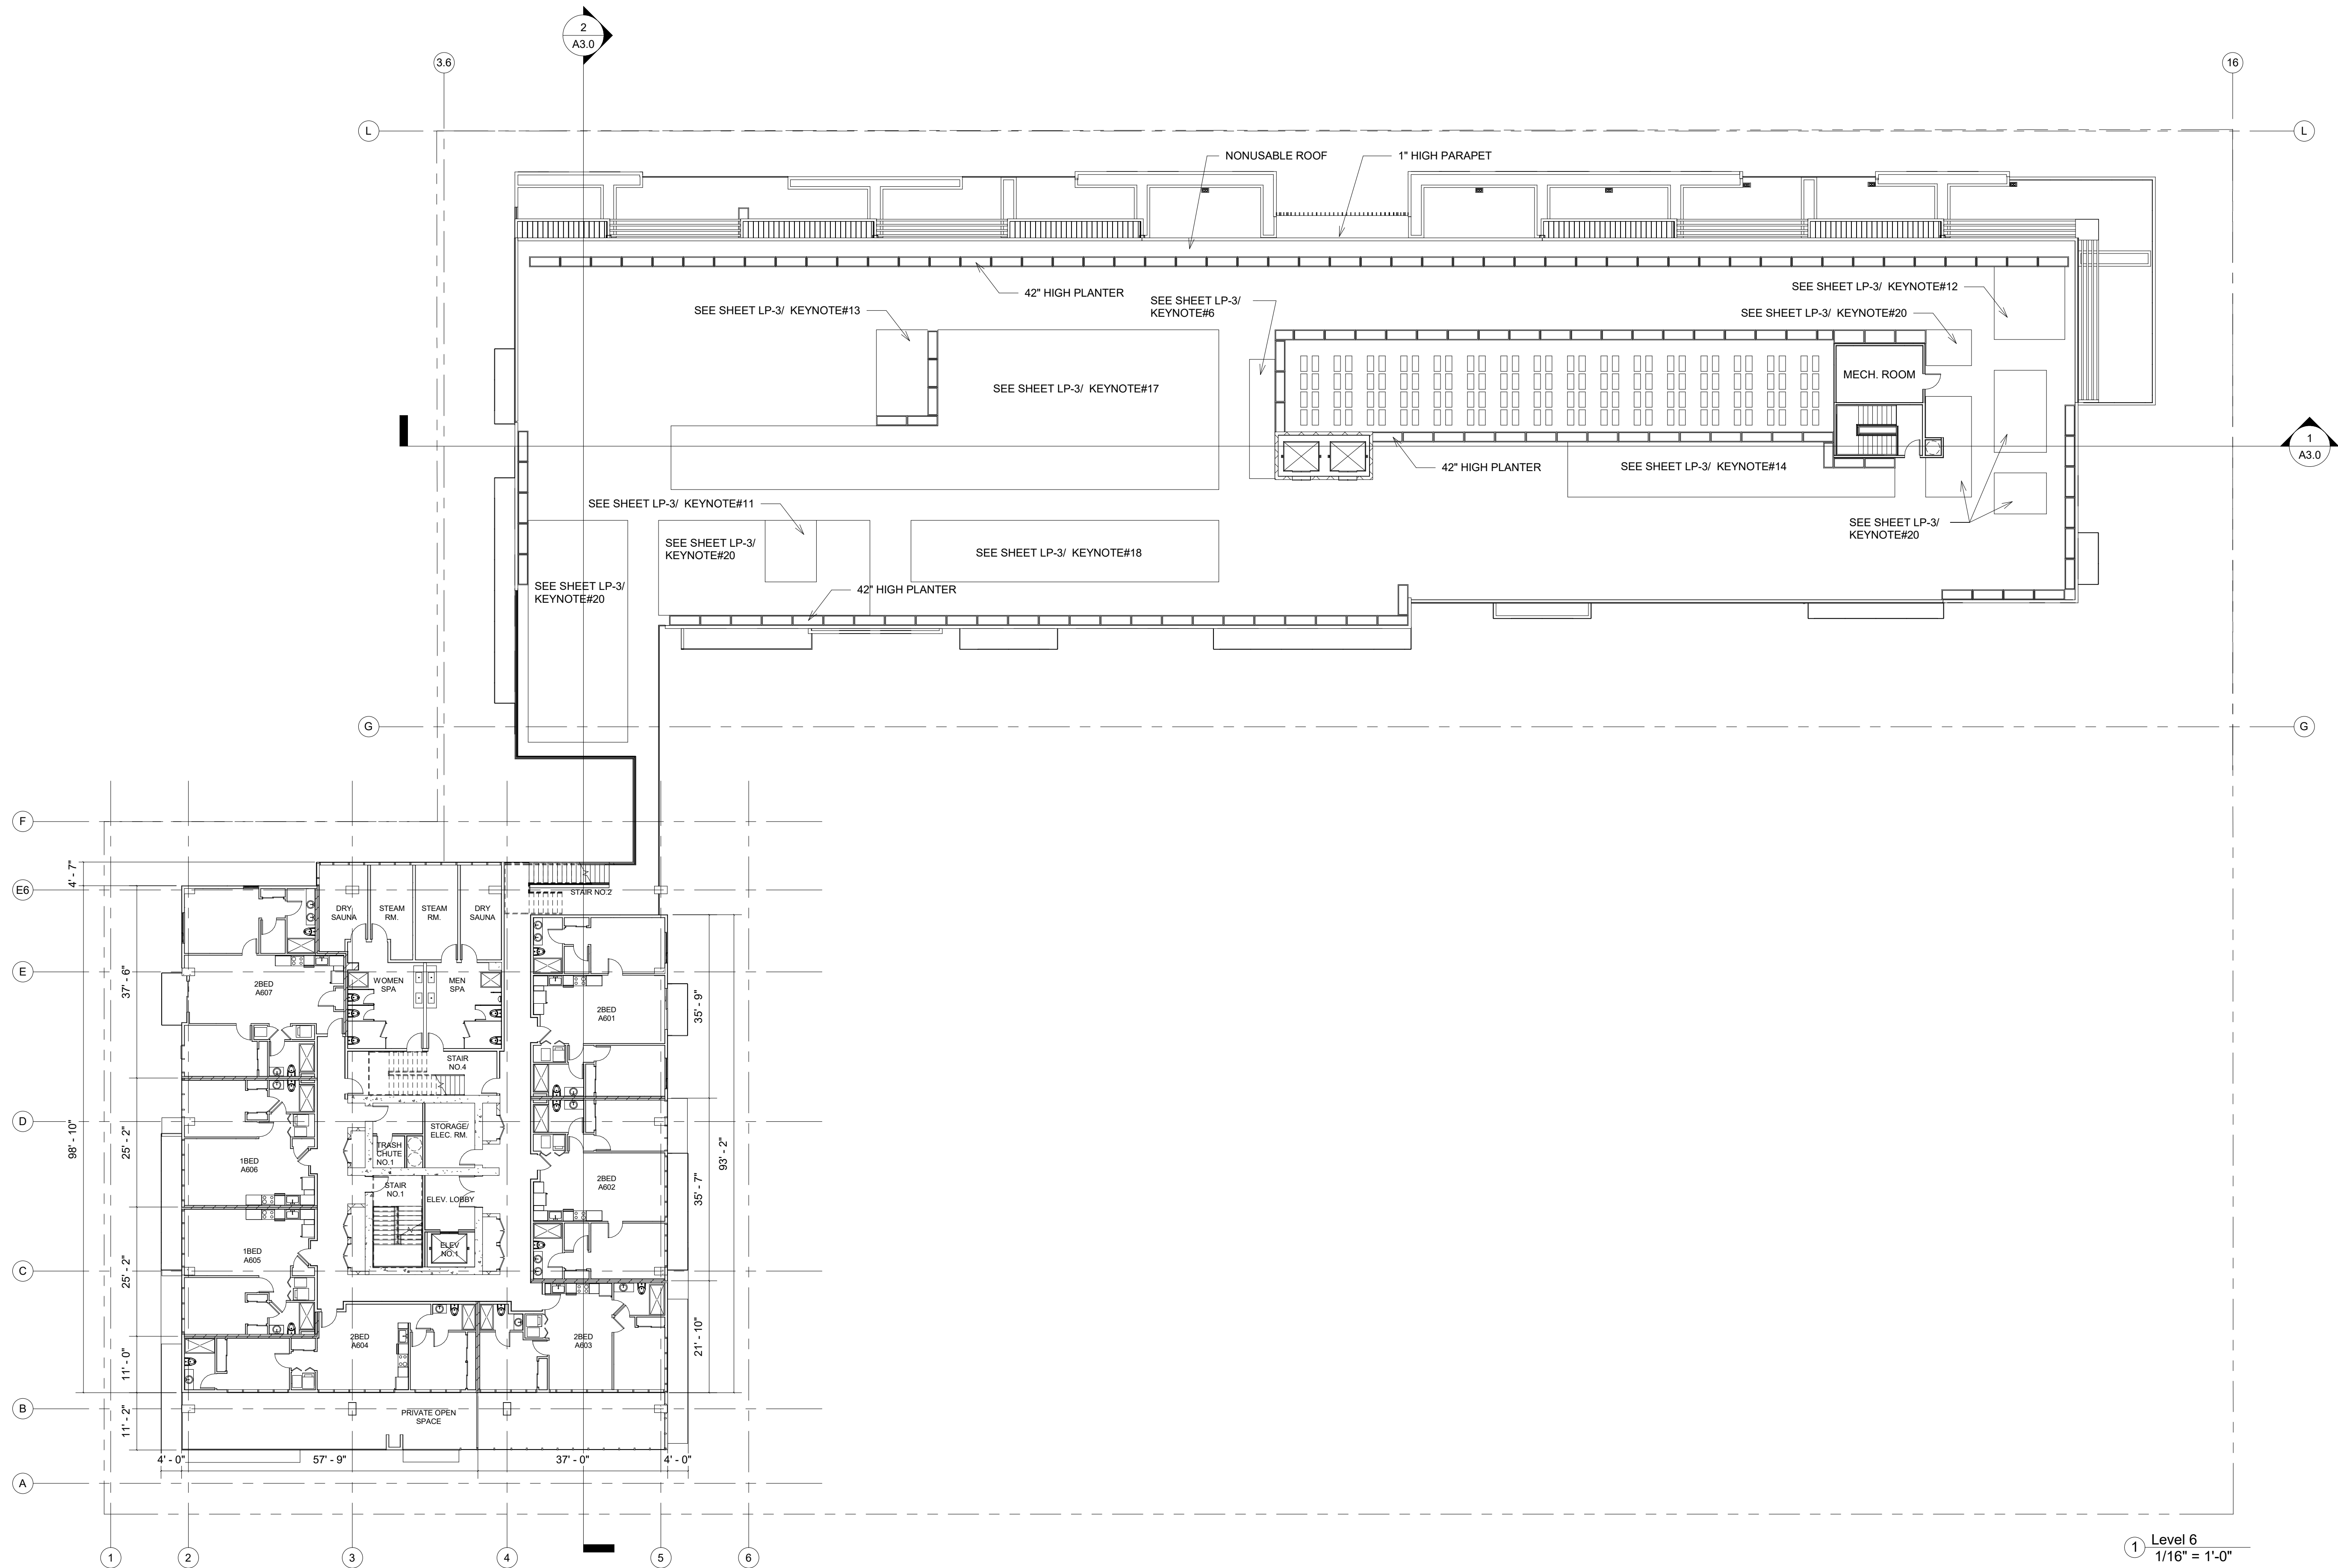 2
A3.0
3.6
16
L
L
NONUSABLE ROOF
1" HIGH PARAPET
42" HIGH PLANTER
SEE SHEET LP-3/ KEYNOTE#13
SEE SHEET LP-3/
KEYNOTE#6
SEE SHEET LP-3/ KEYNOTE#12
SEE SHEET LP-3/ KEYNOTE#20
SEE SHEET LP-3/ KEYNOTE#17
MECH. ROOM
1
A3.0
42" HIGH PLANTER
SEE SHEET LP-3/ KEYNOTE#14
SEE SHEET LP-3/ KEYNOTE#11
SEE SHEET LP-3/
KEYNOTE#20
SEE SHEET LP-3/
KEYNOTE#20
SEE SHEET LP-3/ KEYNOTE#18
SEE SHEET LP-3/
KEYNOTE#20
42" HIGH PLANTER
G
G
F
4' - 7"
E6
STAIR NO.2
DRY
SAUNA
STEAM
RM.
STEAM
RM.
DRY
SAUNA
E
37' - 6"
2BED
A607
WOMEN
SPA
MEN
SPA
2BED
A601
35' - 9"
STAIR
NO.4
D
98' - 10"
25' - 2"
1BED
A606
TRASH
CHUTE
NO.1
STORAGE/
ELEC. RM.
93' - 2"
STAIR
NO.1
ELEV. LOBBY
2BED
A602
35' - 7"
C
25' - 2"
1BED
A605
ELEV
NO.1
11' - 0"
2BED
A604
2BED
A603
21' - 10"
B
11' - 2"
PRIVATE OPEN
SPACE
4' - 0"
57' - 9"
37' - 0"
4' - 0"
A
1
2
3
4
5
6
1
Level 6
1/16" = 1'-0"